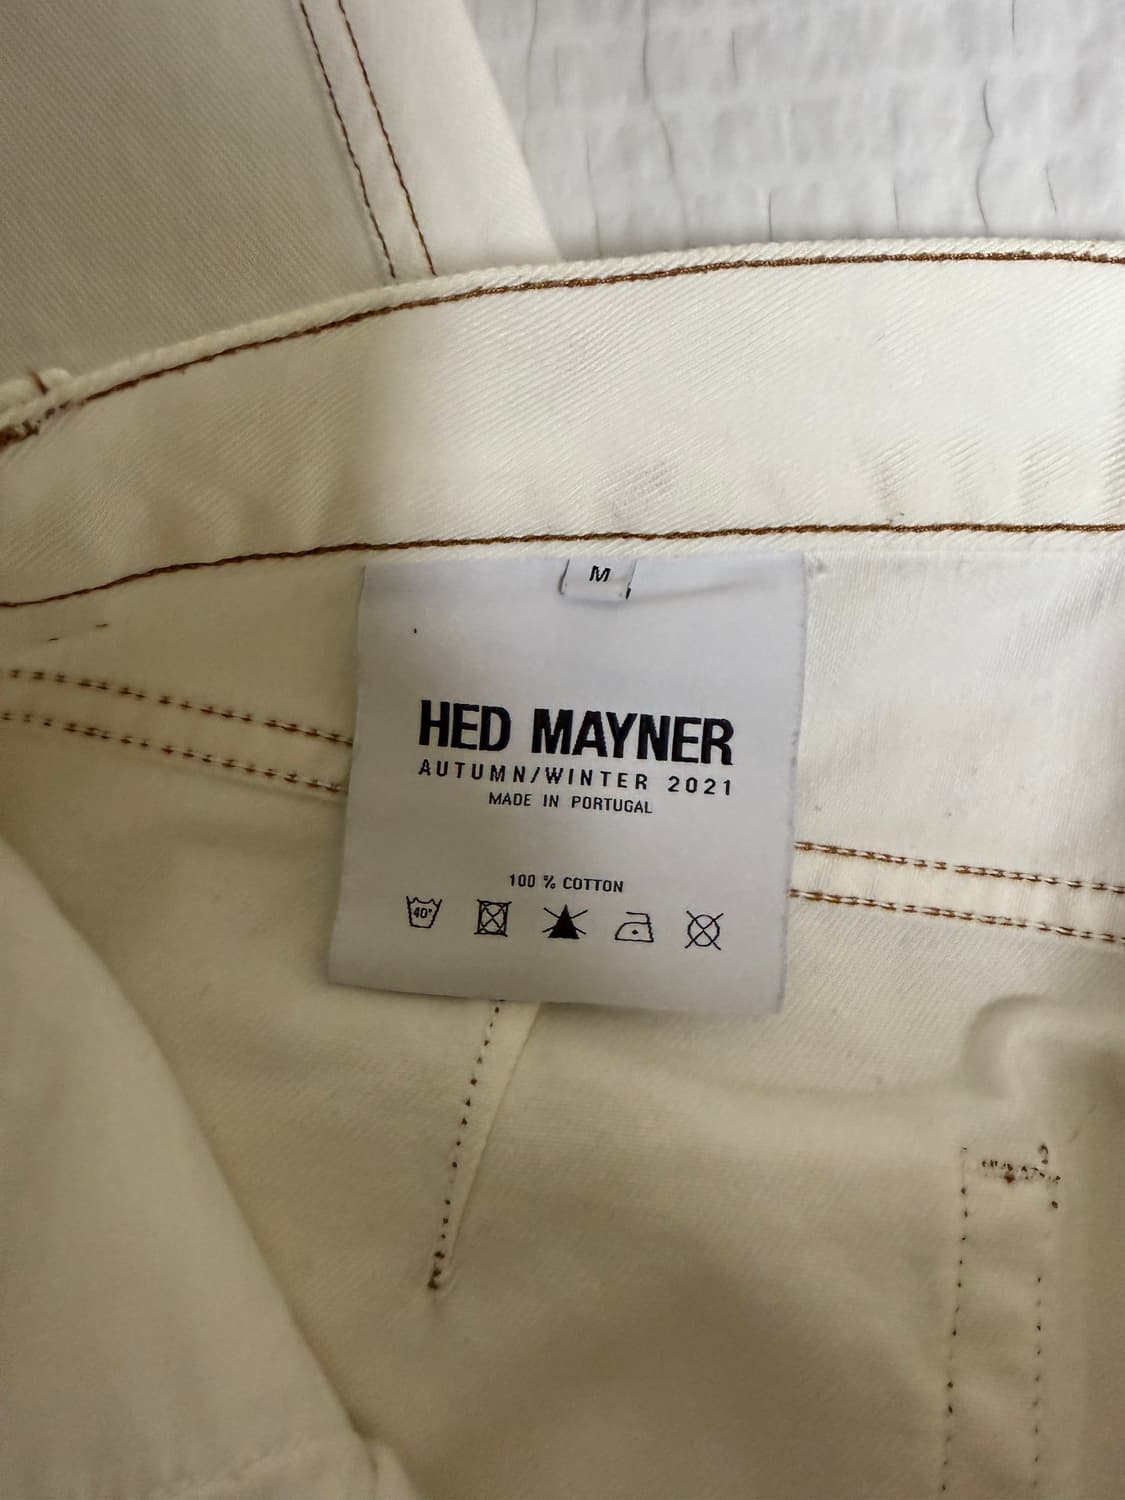 M
HED MAYNER
AUTUMN/WINTER 2021
MADE IN PORTUGAL
100 % COTTON
40°